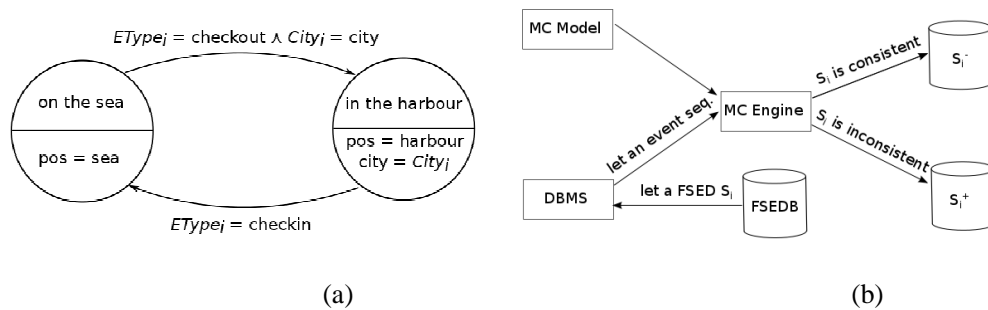 ETypeᵢ = checkout ∧ Cityᵢ = city
on the sea
pos = sea
in the harbour
pos = harbour
city = Cityᵢ
ETypeᵢ = checkin
(a)
MC Model
MC Engine
let an event seq.
DBMS
let a FSED Sᵢ
FSEDB
Sᵢ is consistent
Sᵢ⁻
Sᵢ is inconsistent
Sᵢ⁺
(b)